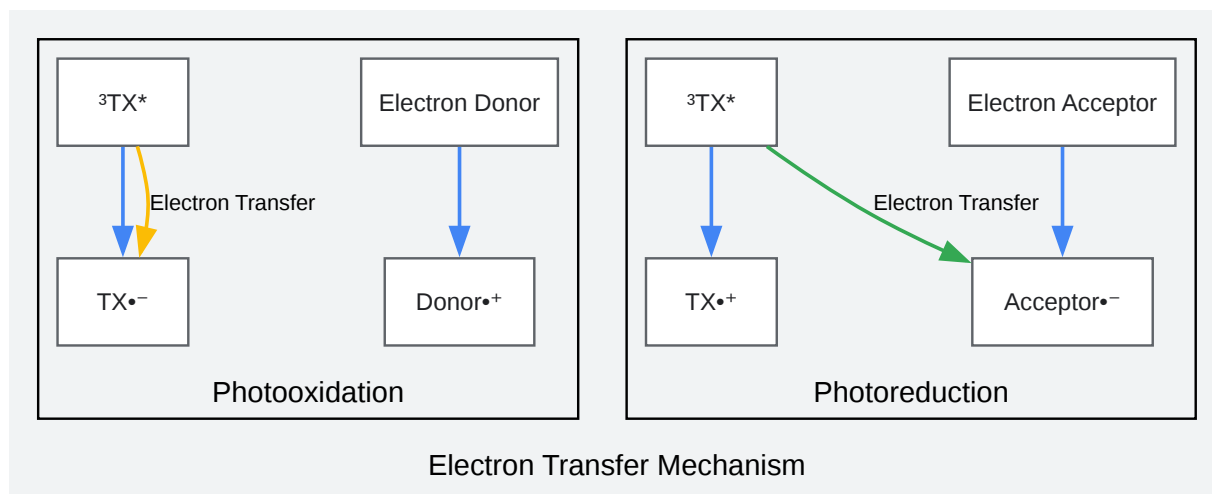 ³TX*
Electron Donor
Electron Transfer
TX•⁻
Donor•⁺
Photooxidation
³TX*
Electron Acceptor
Electron Transfer
TX•⁺
Acceptor•⁻
Photoreduction
Electron Transfer Mechanism